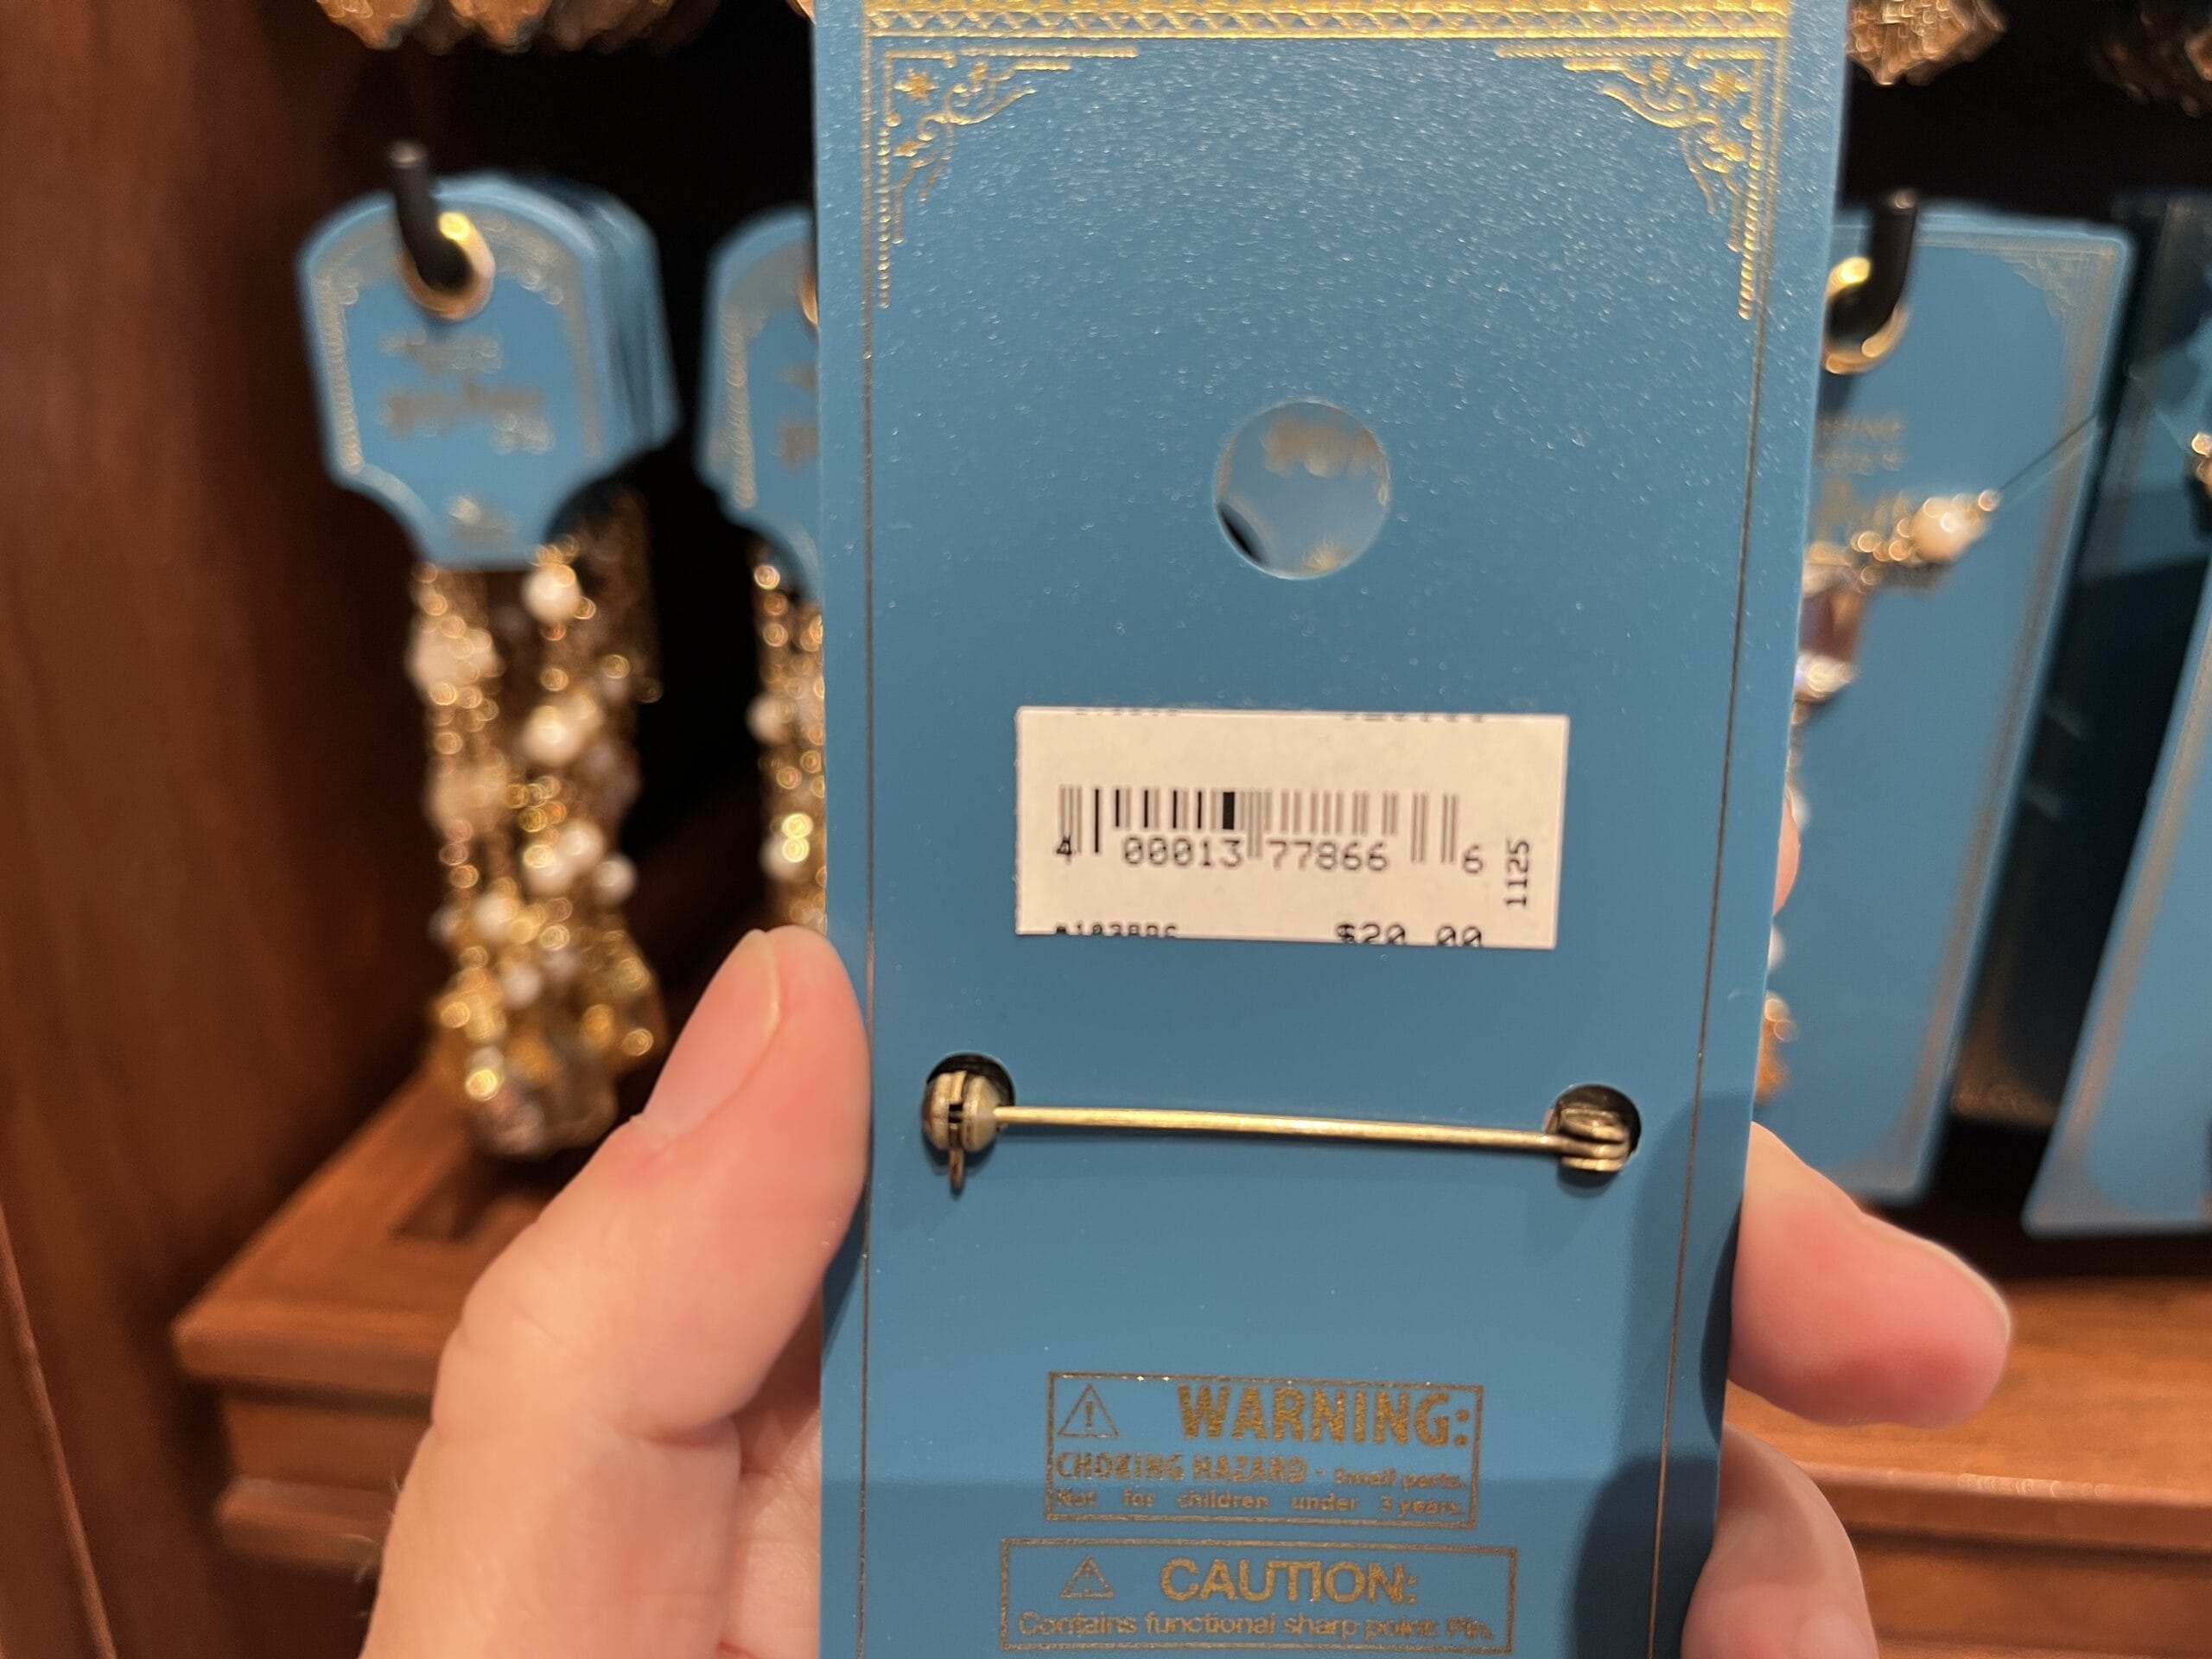 4 00013 77866 6
1125
$20.00
WARNING:
CHOKING HAZARD - Small parts.
Not for children under 3 years.
CAUTION:
Contains functional sharp point: Pin.